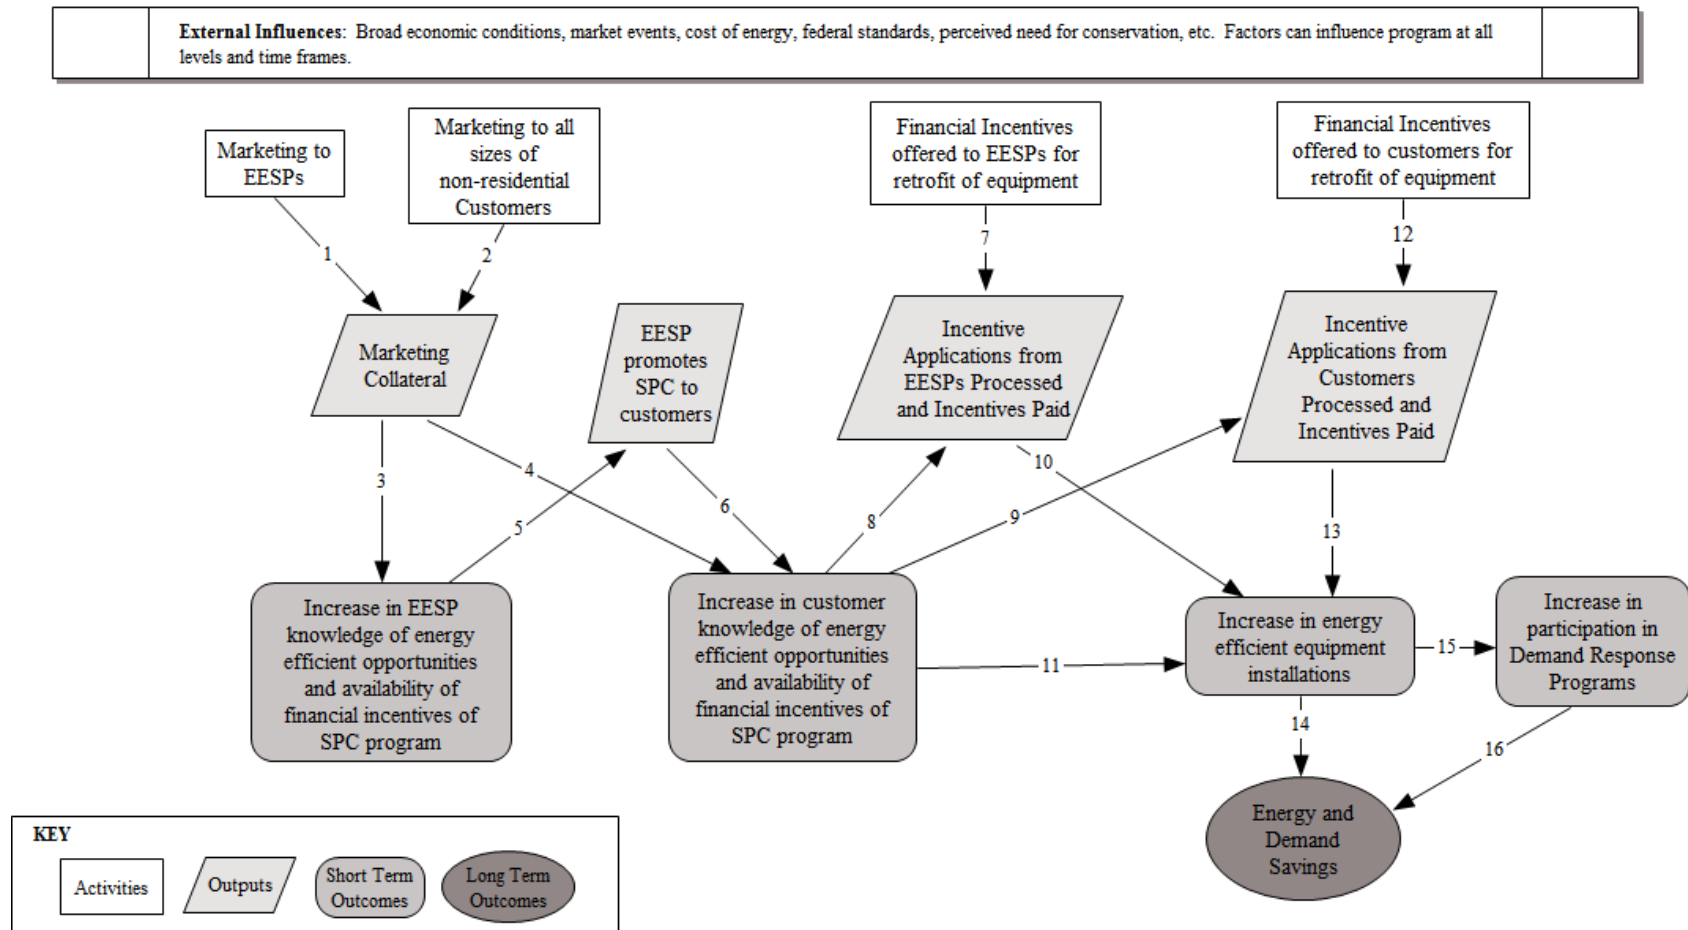 External Influences: Broad economic conditions, market events, cost of energy, federal standards, perceived need for conservation, etc. Factors can influence program at all
levels and time frames.
Marketing to
EESPs
Marketing to all
sizes of
non-residential
Customers
Financial Incentives
offered to EESPs for
retrofit of equipment
Financial Incentives
offered to customers for
retrofit of equipment
1
2
7
12
Marketing
Collateral
EESP
promotes
SPC to
customers
Incentive
Applications from
EESPs Processed
and Incentives Paid
Incentive
Applications from
Customers
Processed and
Incentives Paid
3
4
5
6
8
9
10
13
Increase in EESP
knowledge of energy
efficient opportunities
and availability of
financial incentives of
SPC program
Increase in customer
knowledge of energy
efficient opportunities
and availability of
financial incentives of
SPC program
11
Increase in energy
efficient equipment
installations
15
Increase in
participation in
Demand Response
Programs
14
16
Energy and
Demand
Savings
KEY
Activities
Outputs
Short Term
Outcomes
Long Term
Outcomes